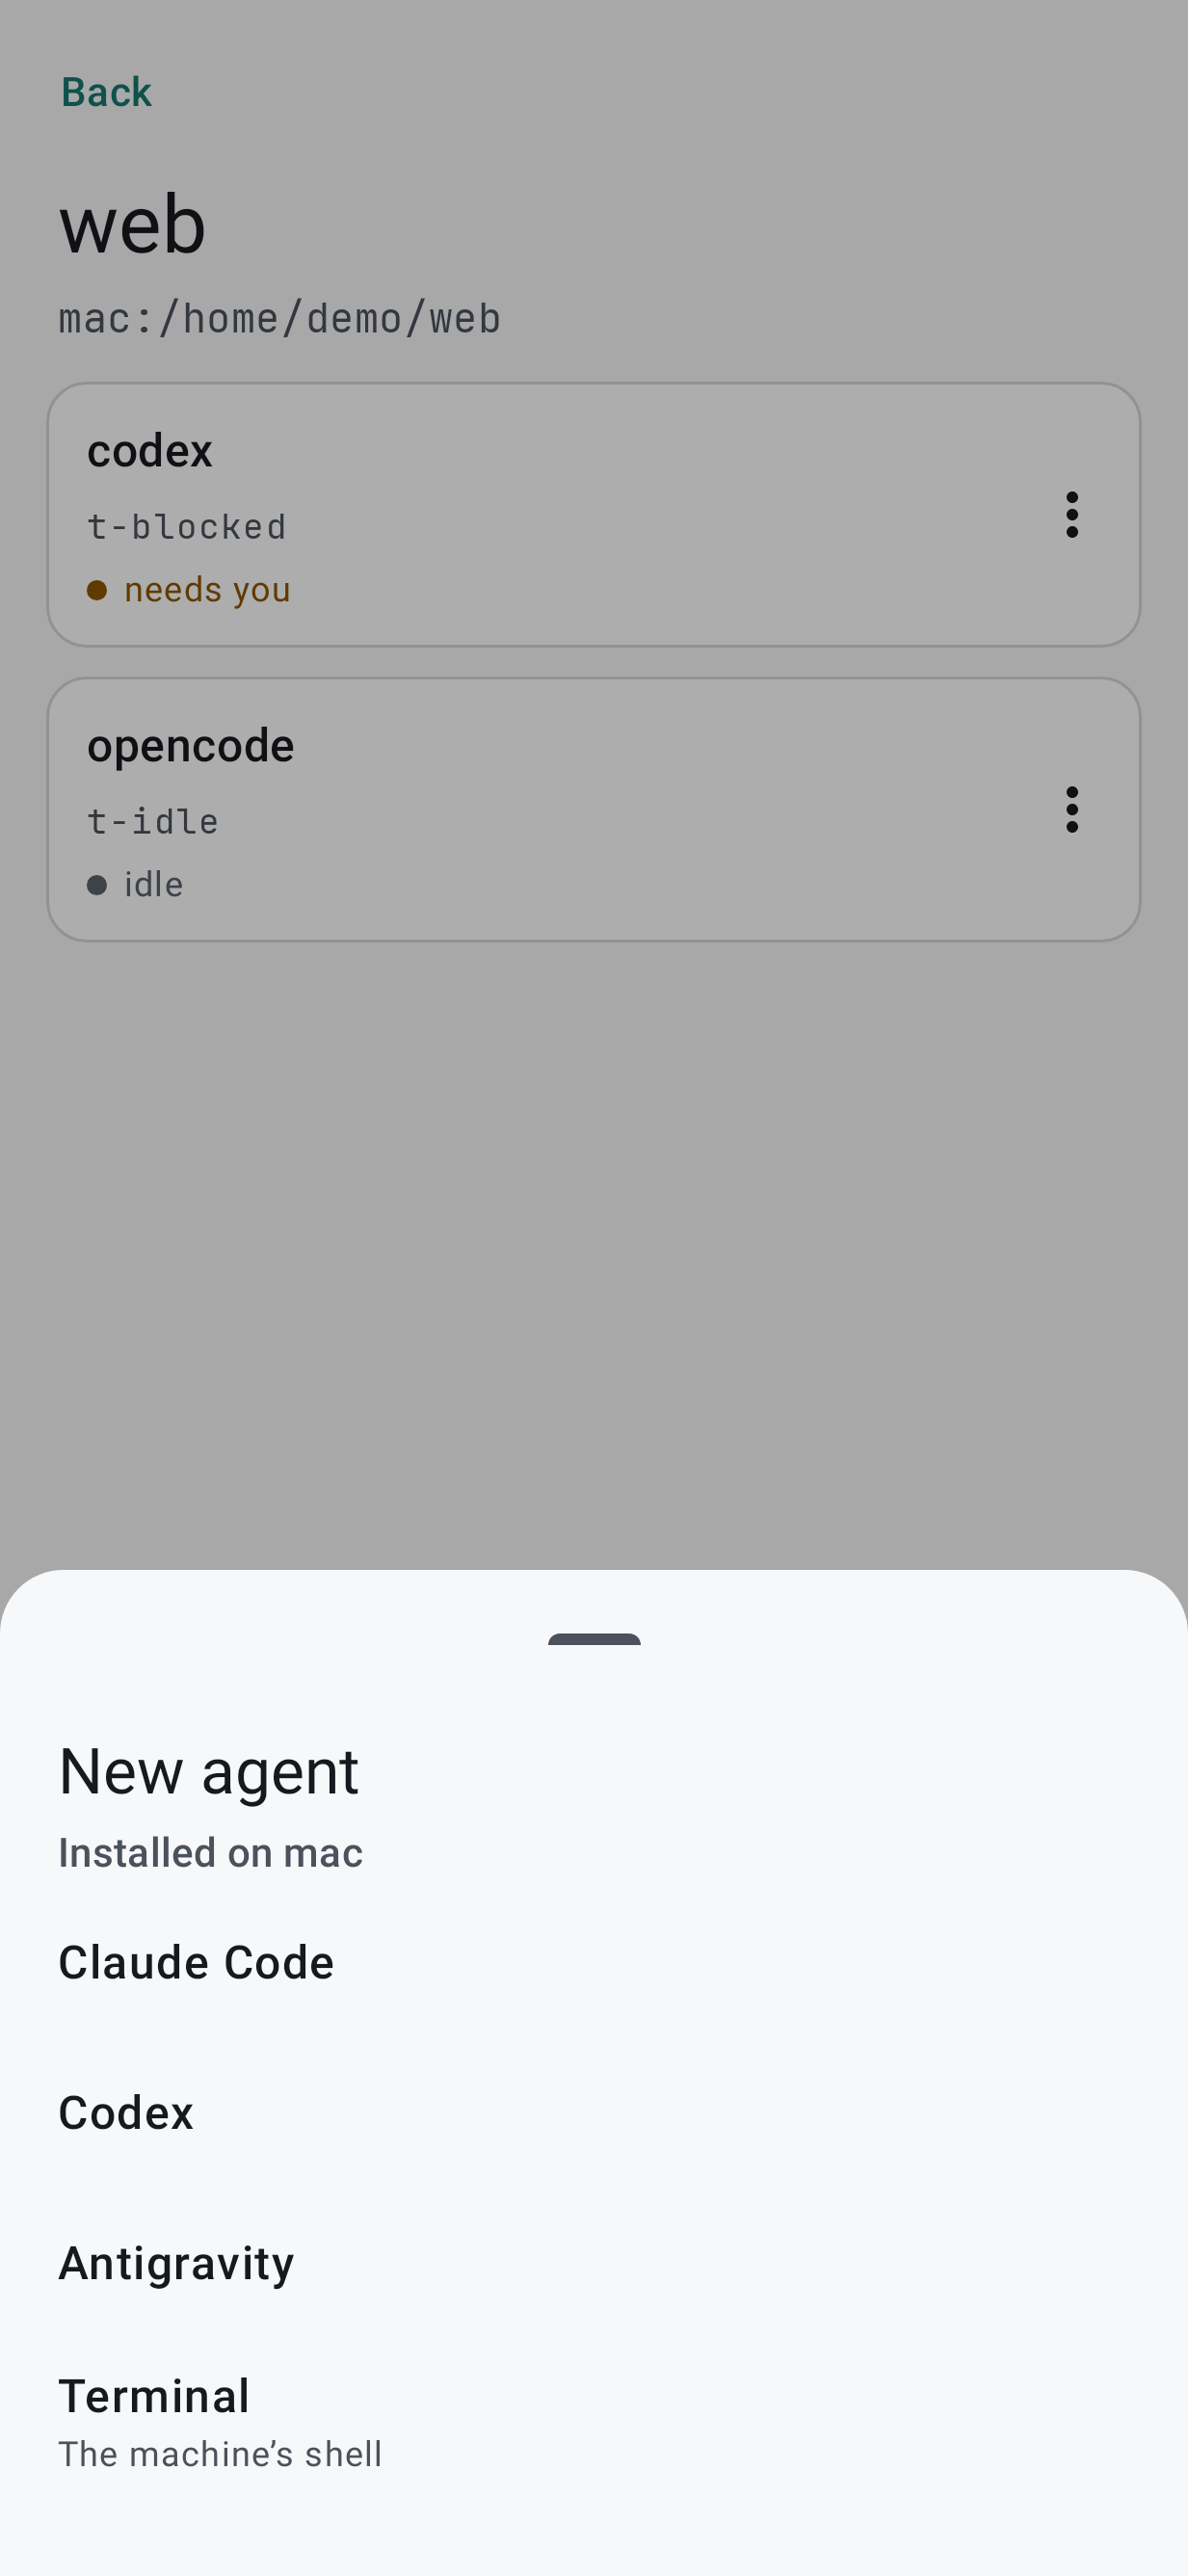 Back
web
mac:/home/demo/web
codex
t-blocked
needs you
opencode
t-idle
idle
New agent
Installed on mac
Claude Code
Codex
Antigravity
Terminal
The machine’s shell